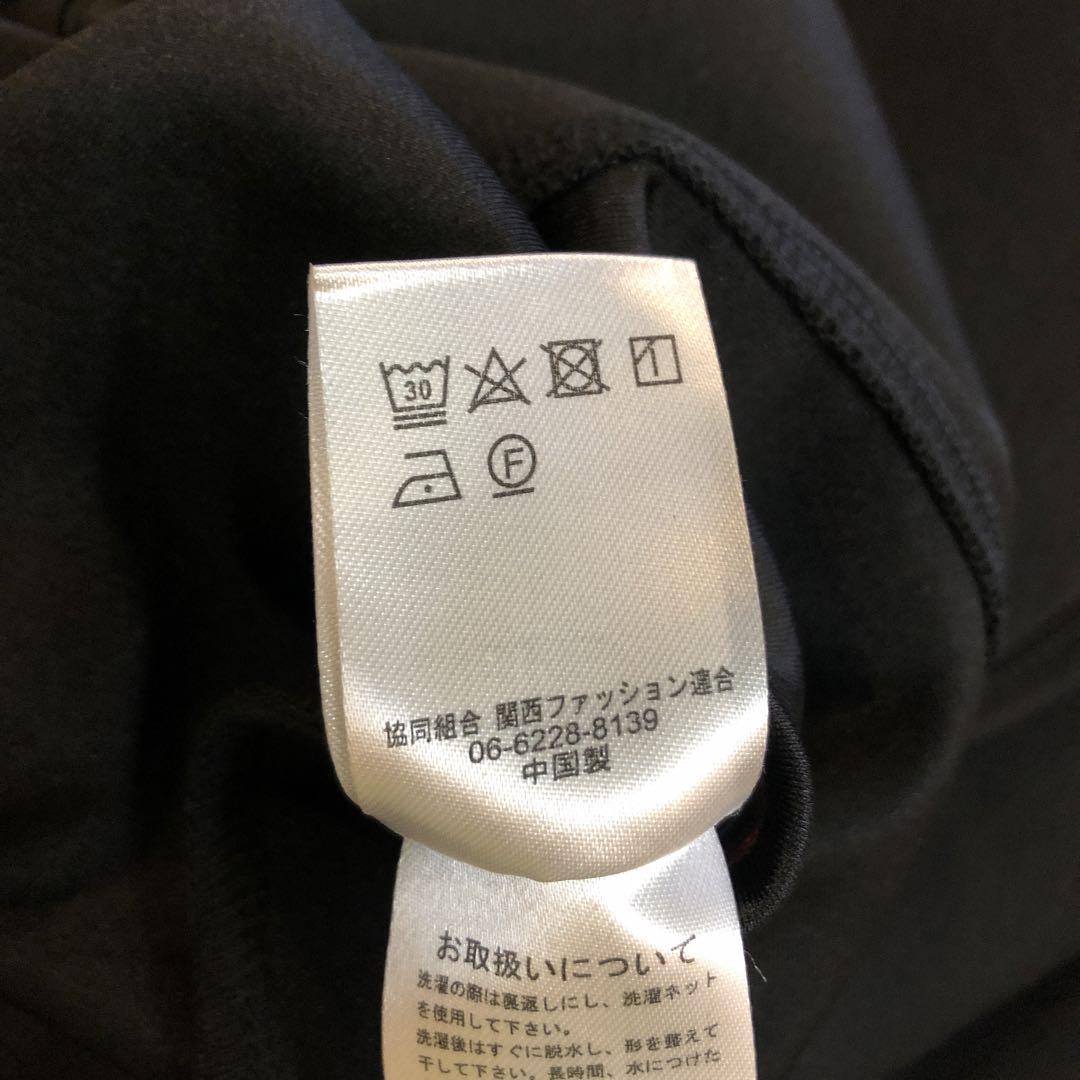 30
F
協同組合 関西ファッション連合
06-6228-8139
中国製
お取扱いについて
洗濯の際は裏返しにし、洗濯ネット
を使用して下さい。
洗濯後はすぐに脱水し、形を整えて
干して下さい。長時間、水につけた